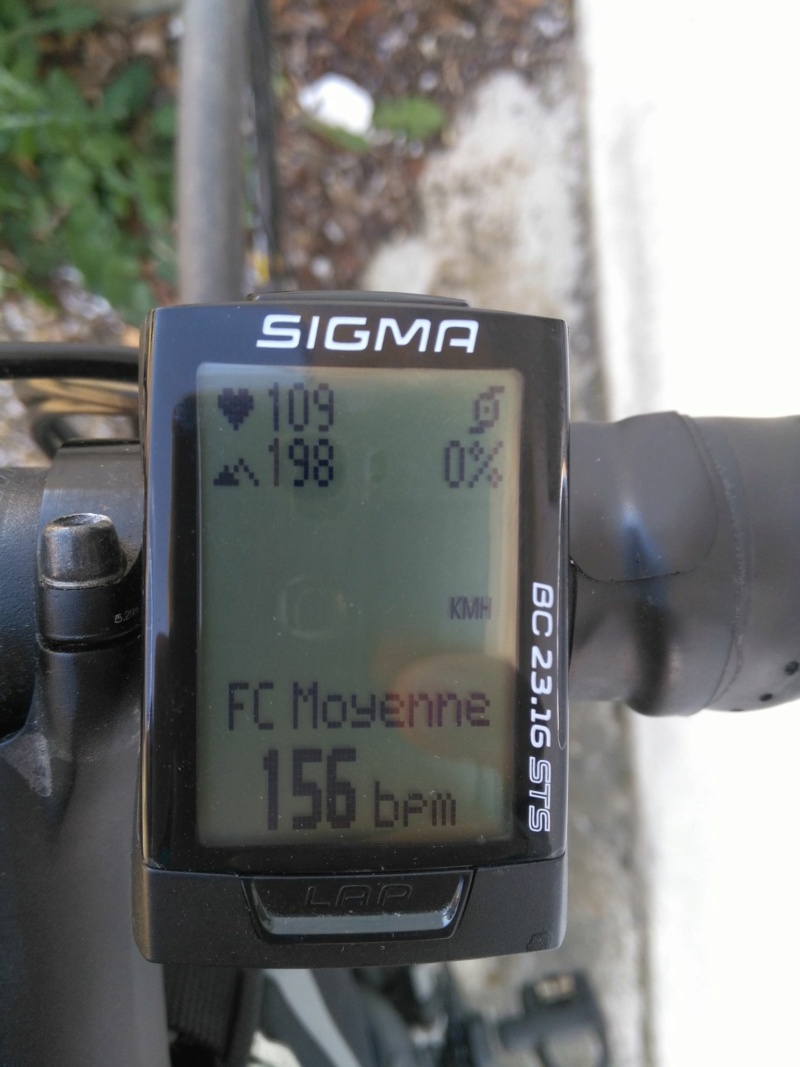 SIGMA
109
198 0%
KMH
FC Moyenne
156 bpm
BC 23.16 STS
LAP